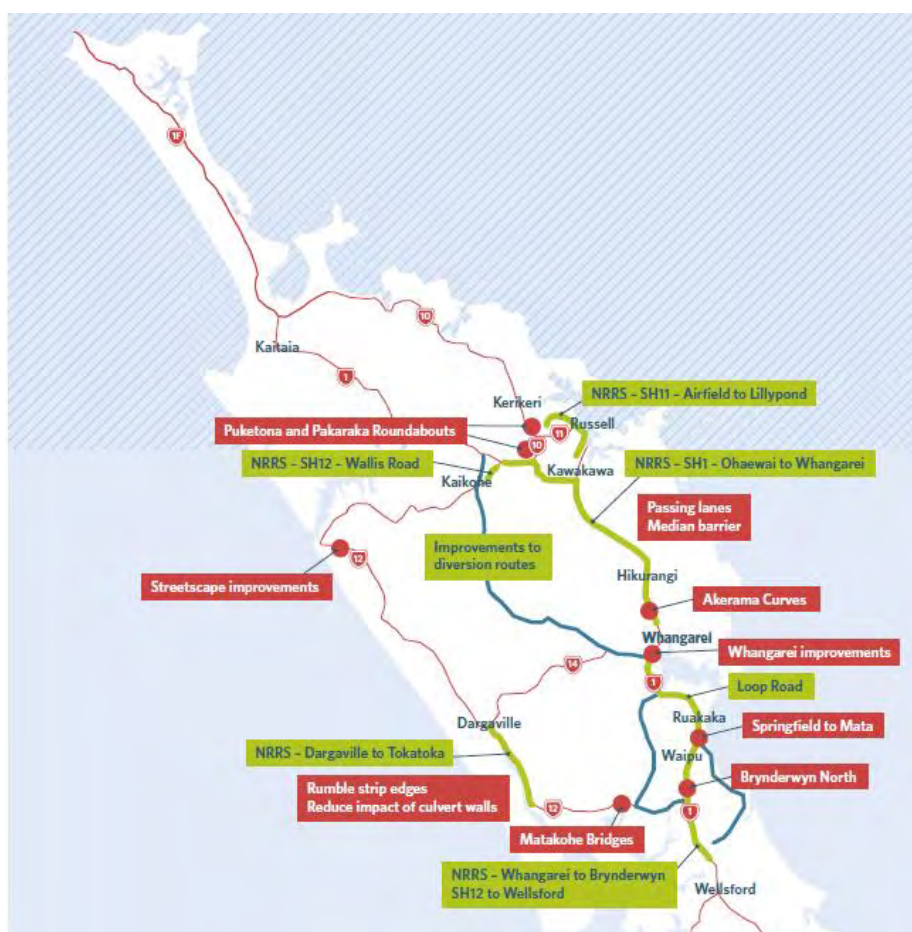 1F
10
Kaitaia
1
Kerikeri
NRRS – SH11 – Airfield to Lillypond
Russell
11
Puketona and Pakaraka Roundabouts
10
NRRS – SH12 – Wallis Road
Kawakawa
NRRS – SH1 – Ohaewai to Whangarei
Kaikohe
Passing lanes
Median barrier
Improvements to
diversion routes
12
Hikurangi
Streetscape improvements
Akerama Curves
Whangarei
Whangarei improvements
14
1
Loop Road
Ruakaka
Dargaville
Springfield to Mata
NRRS – Dargaville to Tokatoka
Waipu
Rumble strip edges
Reduce impact of culvert walls
Brynderwyn North
12
1
Matakohe Bridges
NRRS – Whangarei to Brynderwyn
SH12 to Wellsford
Wellsford